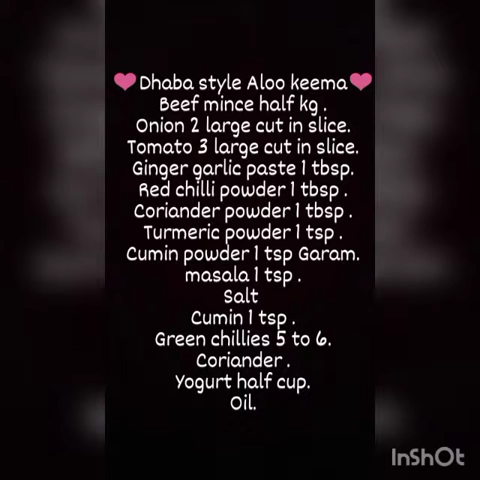 ❤Dhaba style Aloo keema❤
Beef mince half kg .
Onion 2 large cut in slice.
Tomato 3 large cut in slice.
Ginger garlic paste 1 tbsp.
Red chilli powder 1 tbsp .
Coriander powder 1 tbsp .
Turmeric powder 1 tsp .
Cumin powder 1 tsp Garam.
masala 1 tsp .
Salt
Cumin 1 tsp .
Green chillies 5 to 6.
Coriander .
Yogurt half cup.
Oil.
InShOt